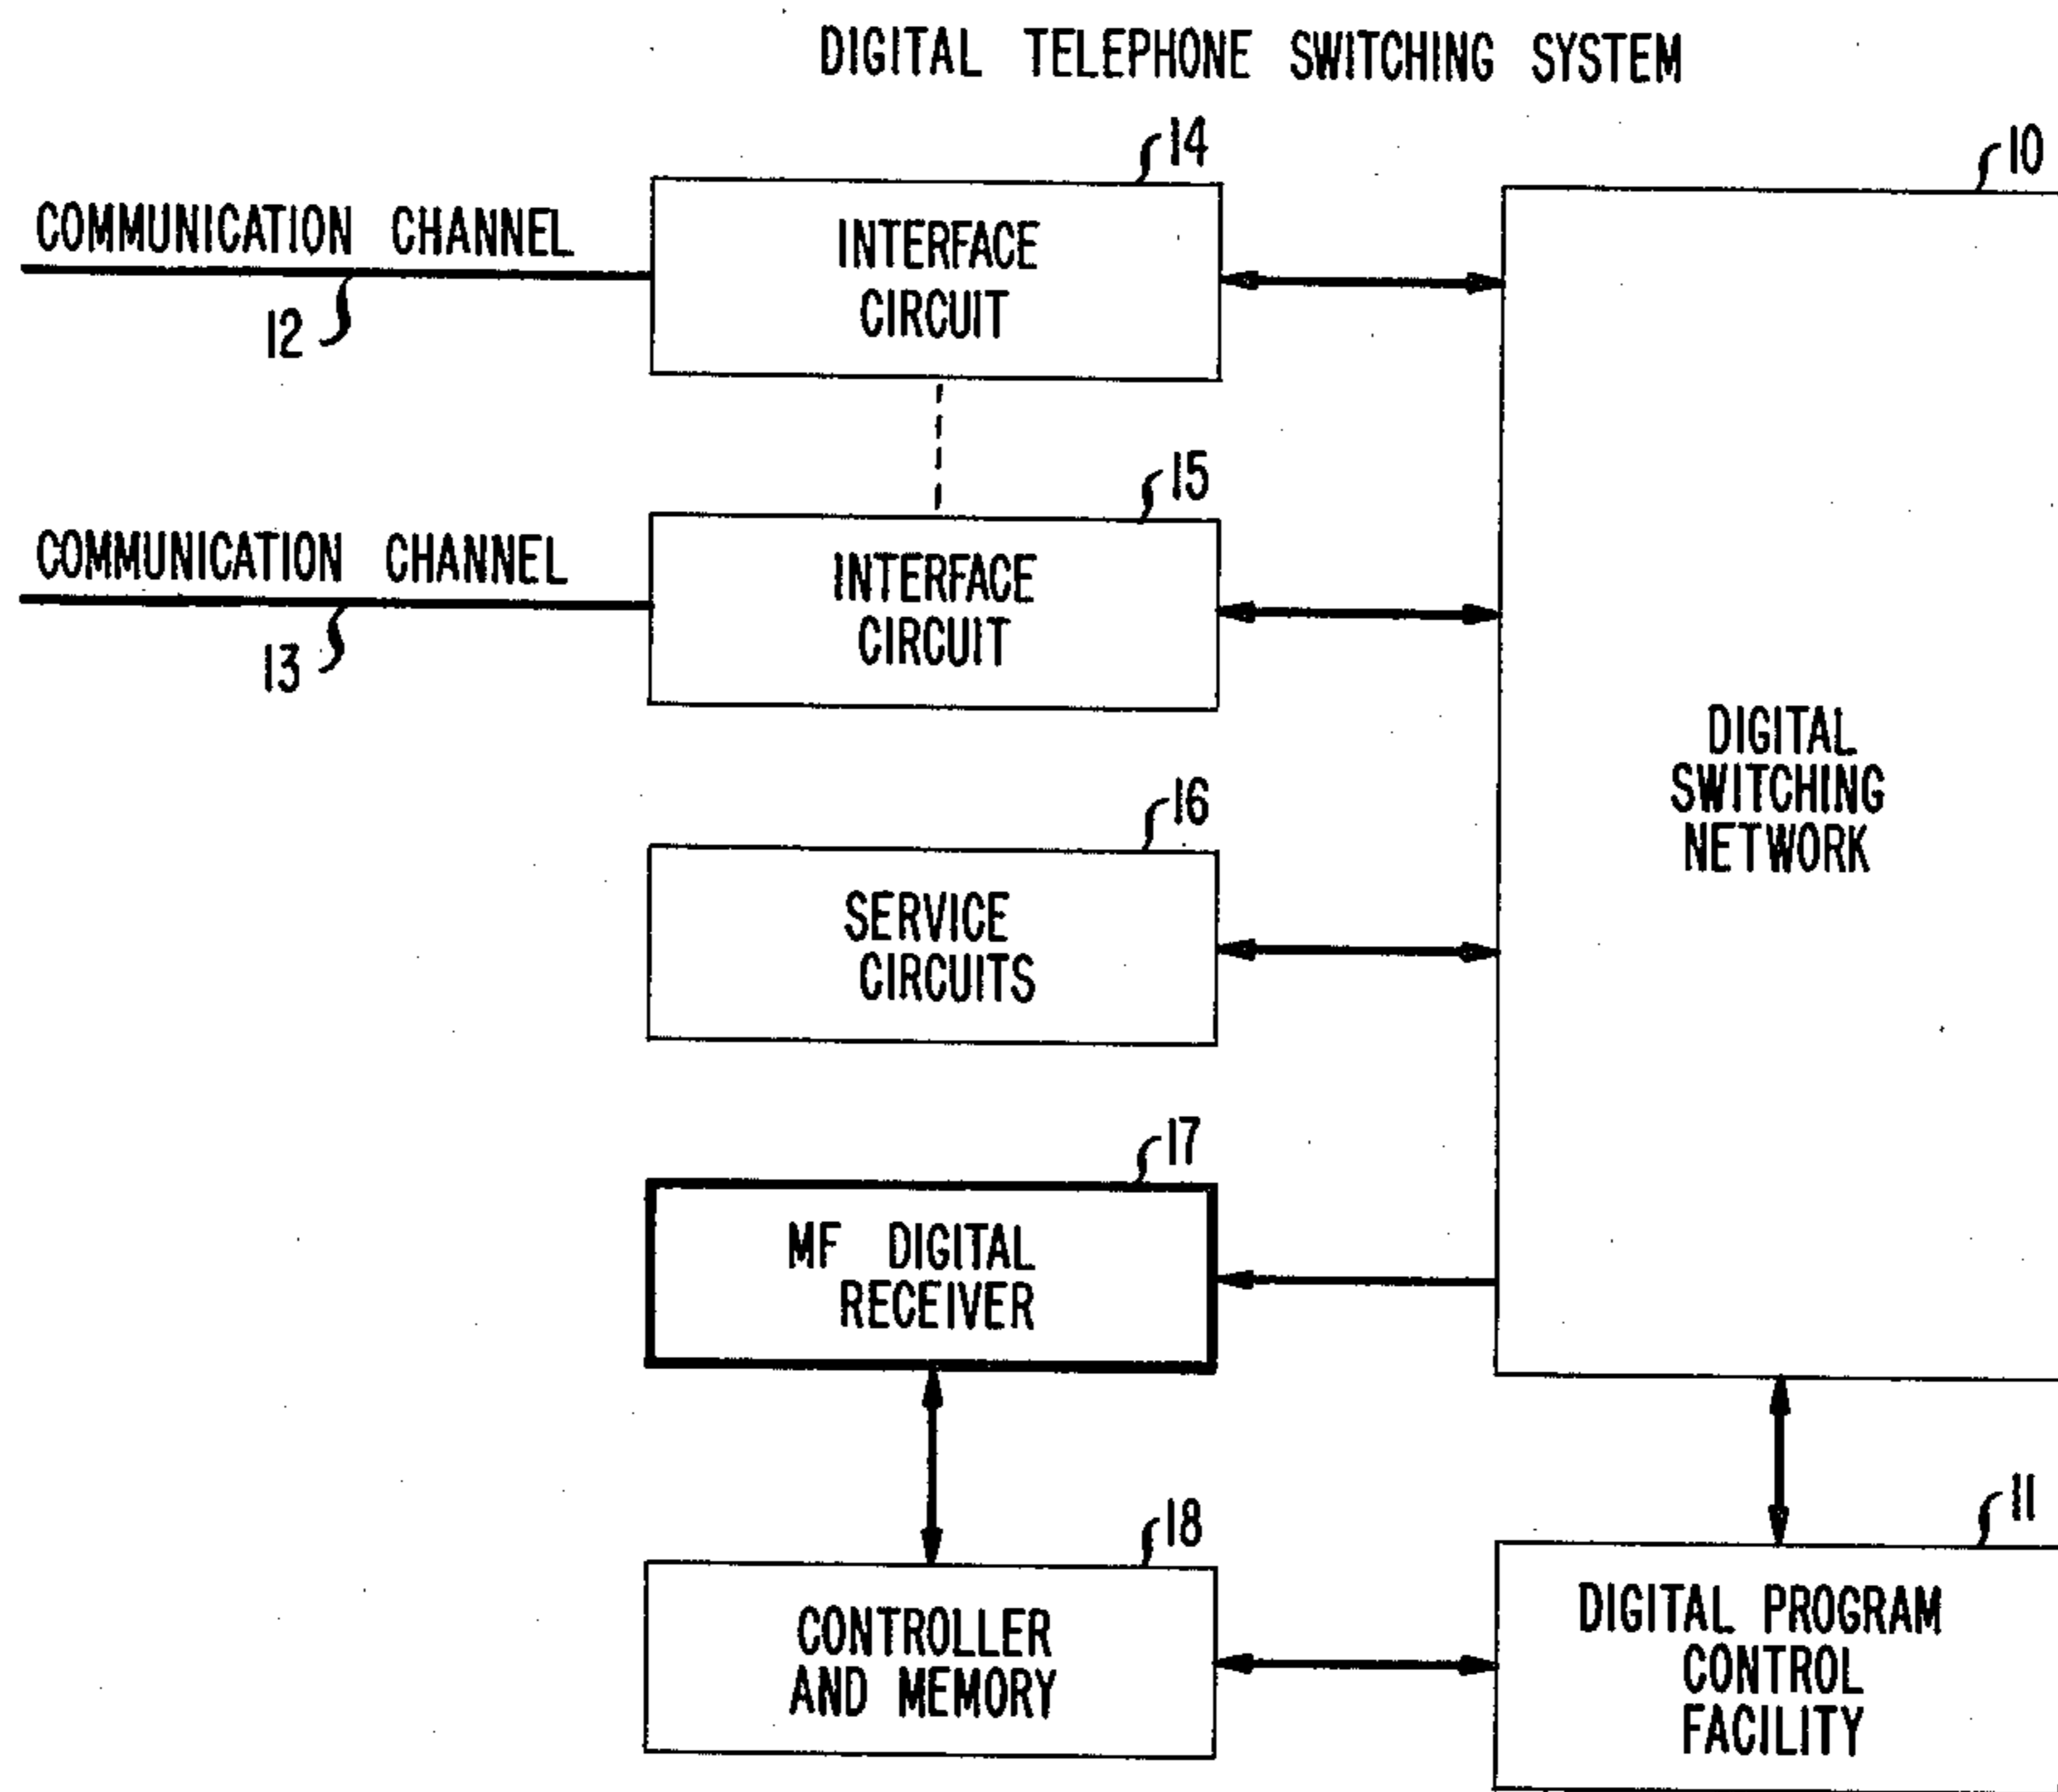 DIGITAL TELEPHONE SWITCHING SYSTEM
14
10
COMMUNICATION CHANNEL
12
INTERFACE
CIRCUIT
15
COMMUNICATION CHANNEL
13
INTERFACE
CIRCUIT
DIGITAL
SWITCHING
NETWORK
16
SERVICE
CIRCUITS
17
MF DIGITAL
RECEIVER
18
11
CONTROLLER
AND MEMORY
DIGITAL PROGRAM
CONTROL
FACILITY